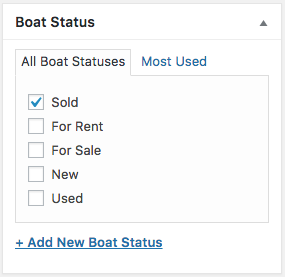 Boat Status
All Boat Statuses Most Used
Sold
For Rent
For Sale
New
Used
+ Add New Boat Status